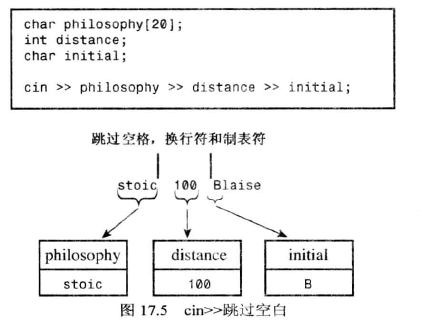 char philosophy[20];
int distance;
char initial;
cin >> philosophy >> distance >> initial;
跳过空格，换行符和制表符
stoic 100 Blaise
philosophy distance initial
stoic 100 B
图 17.5 cin>>跳过空白